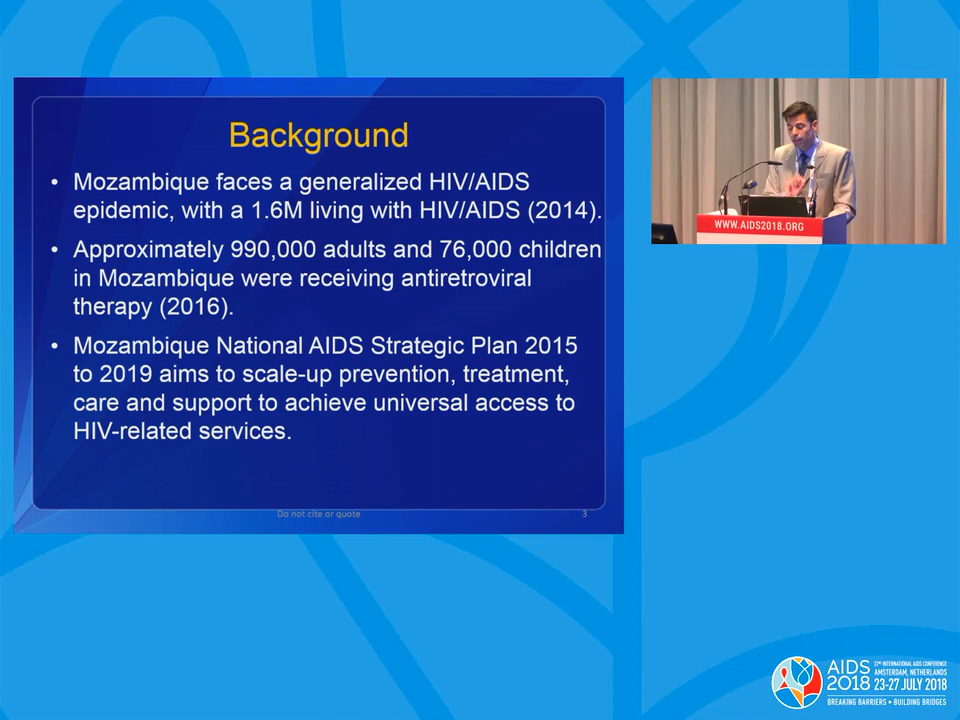 Background
• Mozambique faces a generalized HIV/AIDS
epidemic, with a 1.6M living with HIV/AIDS (2014).
• Approximately 990,000 adults and 76,000 children
in Mozambique were receiving antiretroviral
therapy (2016).
• Mozambique National AIDS Strategic Plan 2015
to 2019 aims to scale-up prevention, treatment,
care and support to achieve universal access to
HIV-related services.
Do not cite or quote
3
WWW.AIDS2018.ORG
AIDS
2018
22ND INTERNATIONAL AIDS CONFERENCE
AMSTERDAM, NETHERLANDS
23-27 JULY 2018
BREAKING BARRIERS • BUILDING BRIDGES